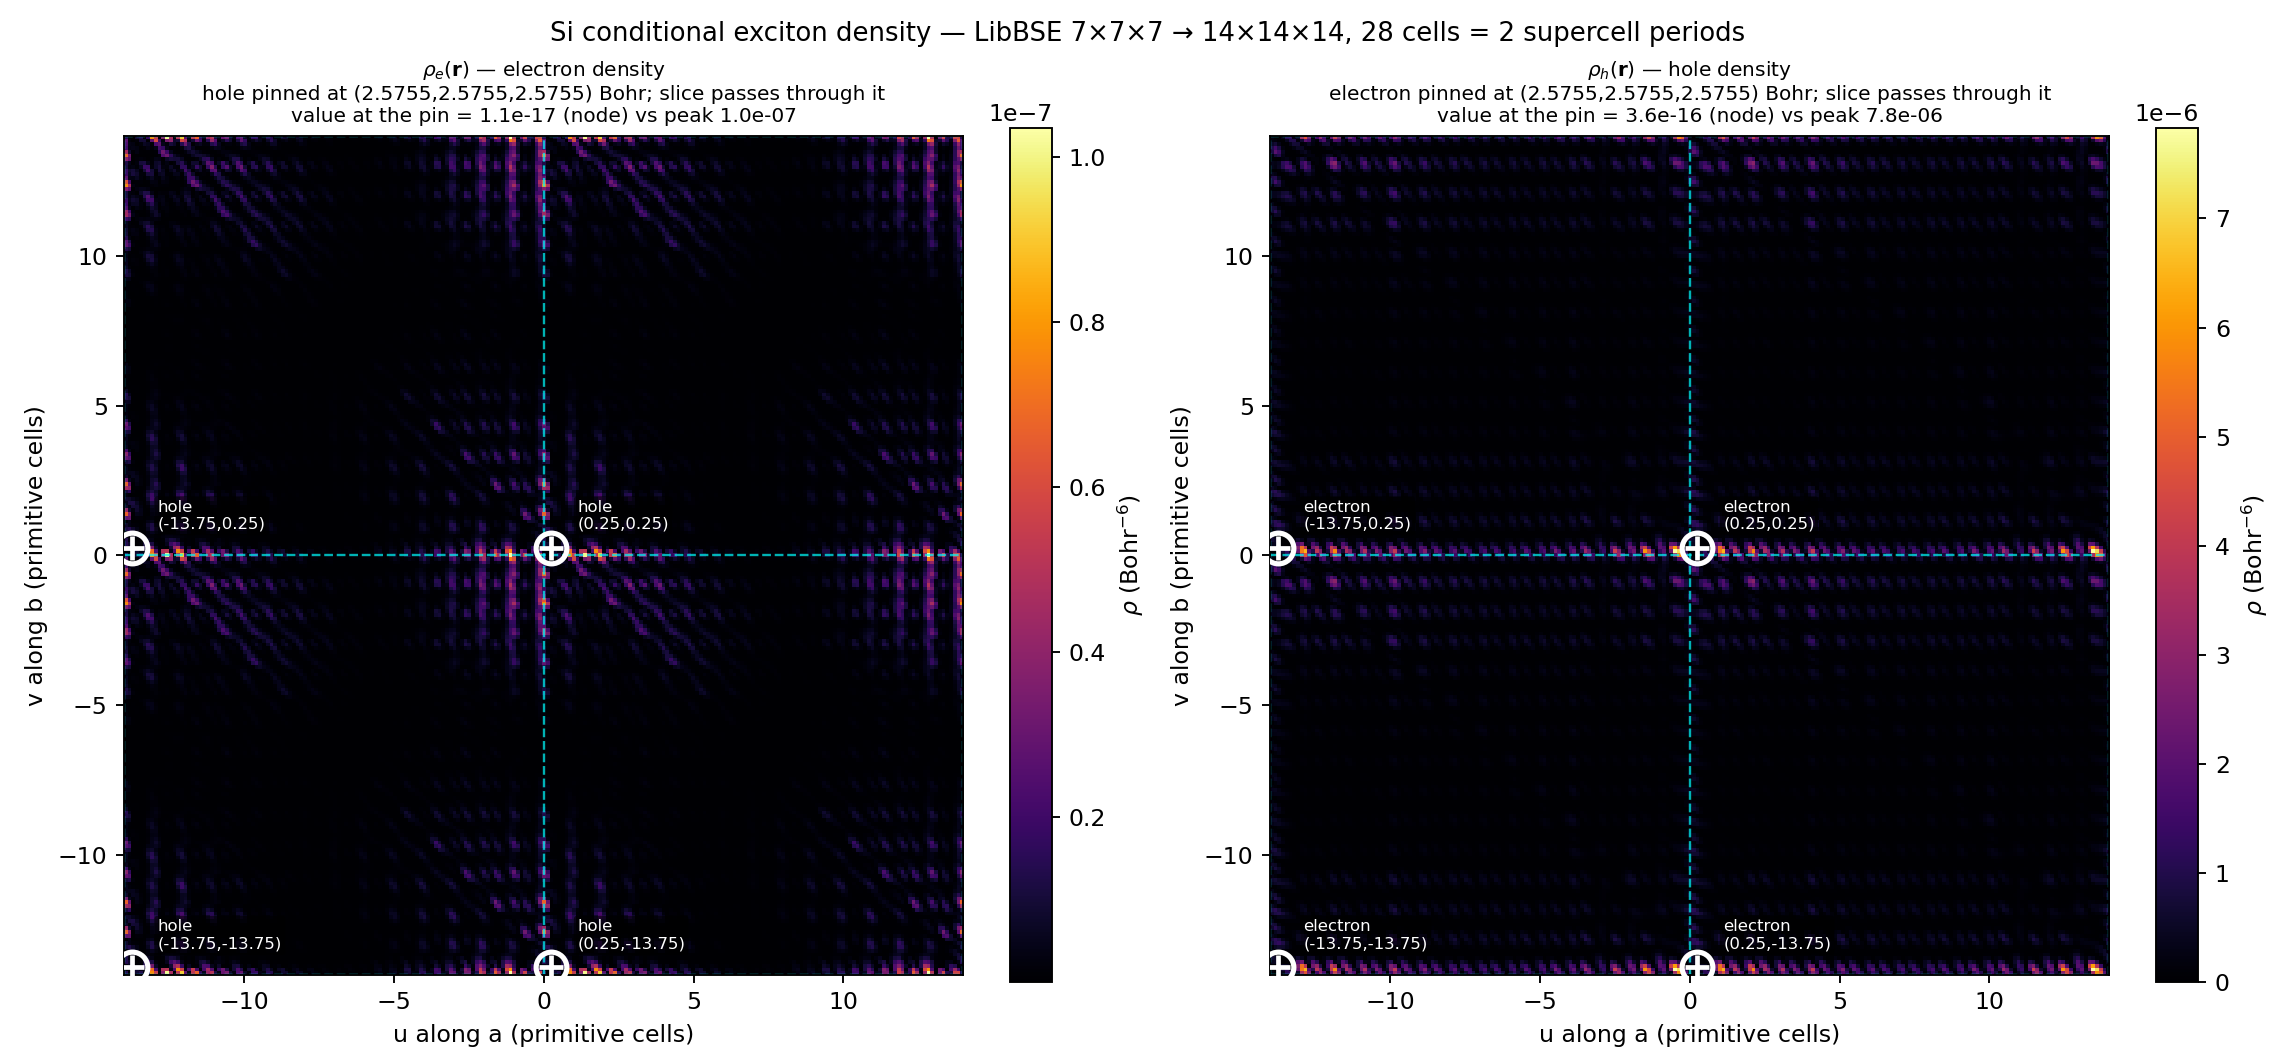 Si conditional exciton density — LibBSE 7×7×7 → 14×14×14, 28 cells = 2 supercell periods
ρₑ(r) — electron density
hole pinned at (2.5755,2.5755,2.5755) Bohr; slice passes through it
value at the pin = 1.1e-17 (node) vs peak 1.0e-07
1e−7
10
5
0
−5
−10
v along b (primitive cells)
hole
(-13.75,0.25)
hole
(0.25,0.25)
hole
(-13.75,-13.75)
hole
(0.25,-13.75)
−10
−5
0
5
10
u along a (primitive cells)
1.0
0.8
0.6
0.4
0.2
ρ (Bohr⁻⁶)
ρₕ(r) — hole density
electron pinned at (2.5755,2.5755,2.5755) Bohr; slice passes through it
value at the pin = 3.6e-16 (node) vs peak 7.8e-06
1e−6
10
5
0
−5
−10
v along b (primitive cells)
electron
(-13.75,0.25)
electron
(0.25,0.25)
electron
(-13.75,-13.75)
electron
(0.25,-13.75)
−10
−5
0
5
10
u along a (primitive cells)
7
6
5
4
3
2
1
0
ρ (Bohr⁻⁶)